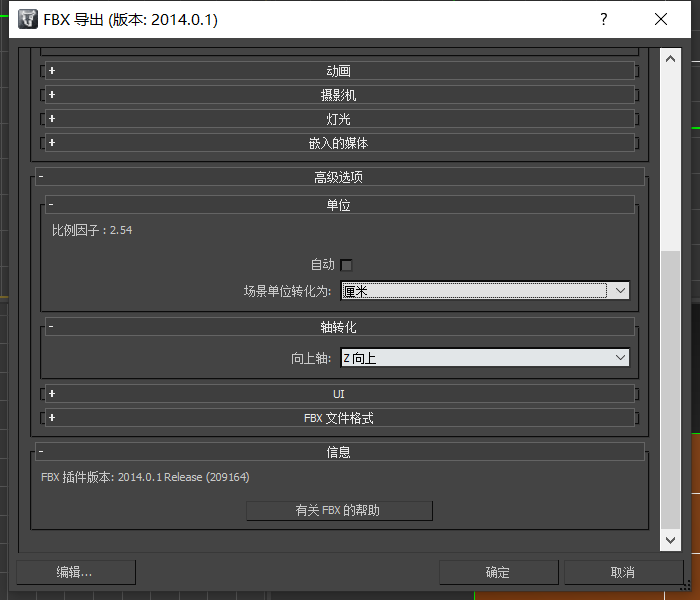 FBX 导出 (版本: 2014.0.1)
动画
摄影机
灯光
嵌入的媒体
高级选项
单位
比例因子 : 2.54
自动
场景单位转化为: 厘米
轴转化
向上轴: Z 向上
UI
FBX 文件格式
信息
FBX 插件版本: 2014.0.1 Release (209164)
有关 FBX 的帮助
编辑... 确定 取消